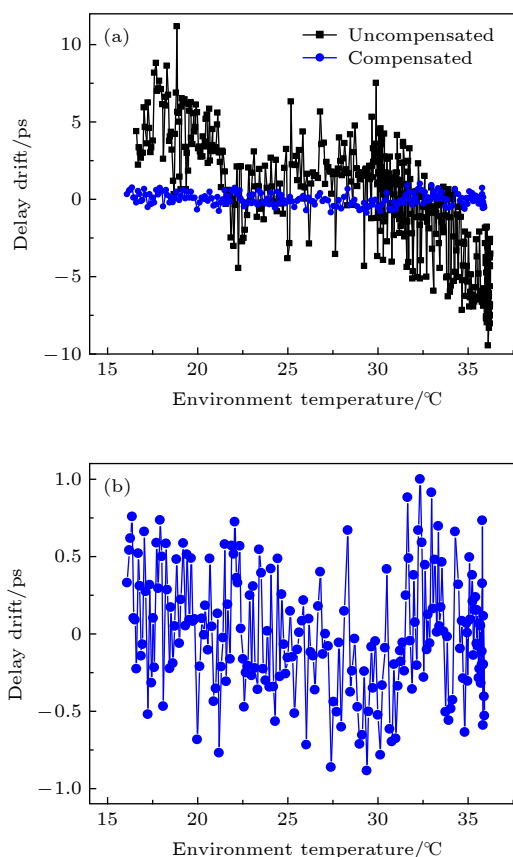 (a)
Uncompensated
Compensated
Delay drift/ps
10
5
0
−5
−10
15
20
25
30
35
Environment temperature/℃
(b)
Delay drift/ps
1.0
0.5
0
−0.5
−1.0
15
20
25
30
35
Environment temperature/℃